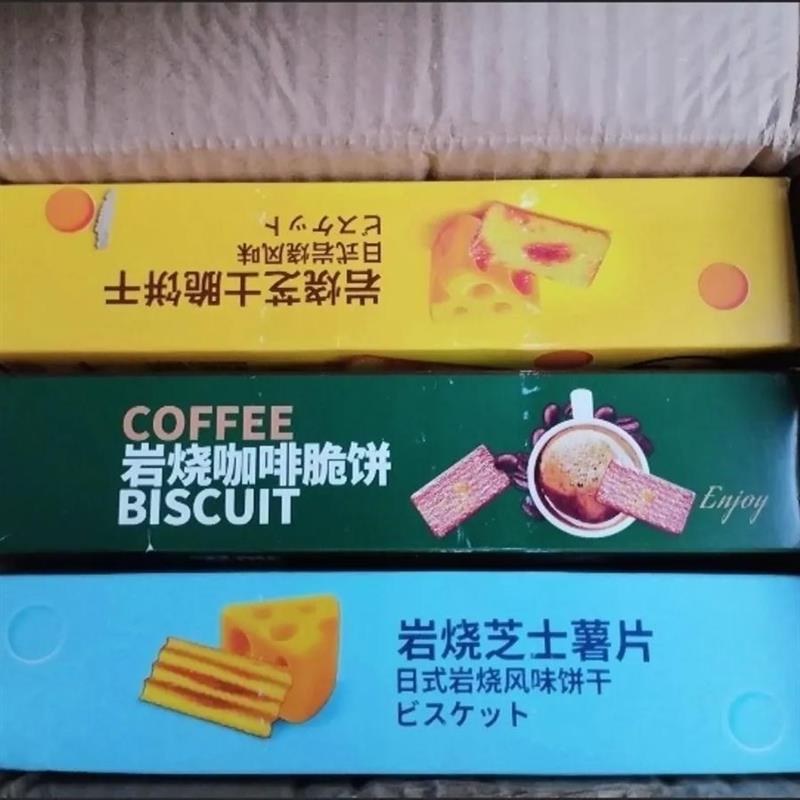 岩烧芝士脆饼干
日式岩烧风味
ビスケット
COFFEE
岩烧咖啡脆饼
BISCUIT
Enjoy
岩烧芝士薯片
日式岩烧风味饼干
ビスケット